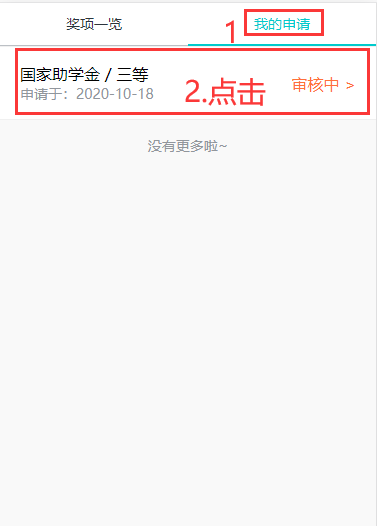 奖项一览
1
我的申请
国家助学金 / 三等
申请于：2020-10-18
2.点击
审核中 >
没有更多啦~